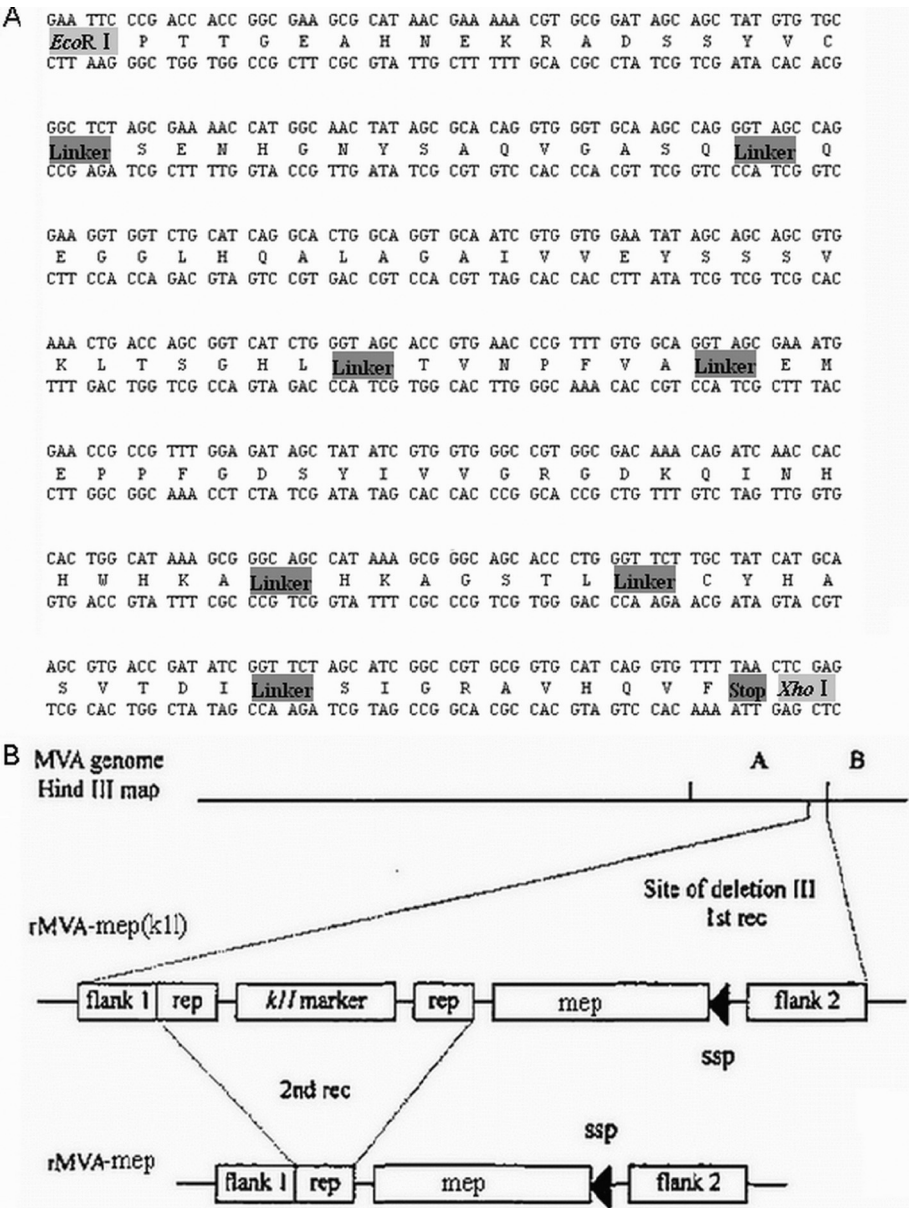 A
GAA TTC CCG ACC ACC GGC GAA GCG CAT AAC GAA AAA CGT GCG GAT AGC AGC TAT GTG TGC
EcoR I P T T G E A H N E K R A D S S Y V C
CTT AAG GGC TGG TGG CCG CTT CGC GTA TTG CTT TTT GCA CGC CTA TCG TCG ATA CAC ACG
GGC TCT AGC GAA AAC CAT GGC AAC TAT AGC GCA CAG GTG GGT GCA AGC CAG GGT AGC CAG
Linker S E N H G N Y S A Q V G A S Q Linker Q
CCG AGA TCG CTT TTG GTA CCG TTG ATA TCG CGT GTC CAC CCA CGT TCG GTC CCA TCG GTC
GAA GGT GGT CTG CAT CAG GCA CTG GCA GGT GCA ATC GTG GTG GAA TAT AGC AGC AGC GTG
E G G L H Q A L A G A I V V E Y S S S V
CTT CCA CCA GAC GTA GTC CGT GAC CGT CCA CGT TAG CAC CAC CTT ATA TCG TCG TCG CAC
AAA CTG ACC AGC GGT CAT CTG GGT AGC ACC GTG AAC CCG TTT GTG GCA GGT AGC GAA ATG
K L T S G H L Linker T V N P F V A Linker E M
TTT GAC TGG TCG CCA GTA GAC CCA TCG TGG CAC TTG GGC AAA CAC CGT CCA TCG CTT TAC
GAA CCG CCG TTT GGA GAT AGC TAT ATC GTG GTG GGC CGT GGC GAC AAA CAG ATC AAC CAC
E P P F G D S Y I V V G R G D K Q I N H
CTT GGC GGC AAA CCT CTA TCG ATA TAG CAC CAC CCG GCA CCG CTG TTT GTC TAG TTG GTG
CAC TGG CAT AAA GCG GGC AGC CAT AAA GCG GGC AGC ACC CTG GGT TCT TGC TAT CAT GCA
H W H K A Linker H K A G S T L Linker C Y H A
GTG ACC GTA TTT CGC CCG TCG GTA TTT CGC CCG TCG TGG GAC CCA AGA ACG ATA GTA CGT
AGC GTG ACC GAT ATC GGT TCT AGC ATC GGC CGT GCG GTG CAT CAG GTG TTT TAA CTC GAG
S V T D I Linker S I G R A V H Q V F Stop Xho I
TCG CAC TGG CTA TAG CCA AGA TCG TAG CCG GCA CGC CAC GTA GTC CAC AAA ATT GAG CTC
B
MVA genome A B
Hind III map
Site of deletion III
1st rec
rMVA-mep(k1l)
flank 1 rep k1l marker rep mep flank 2
ssp
2nd rec
ssp
rMVA-mep
flank 1 rep mep flank 2